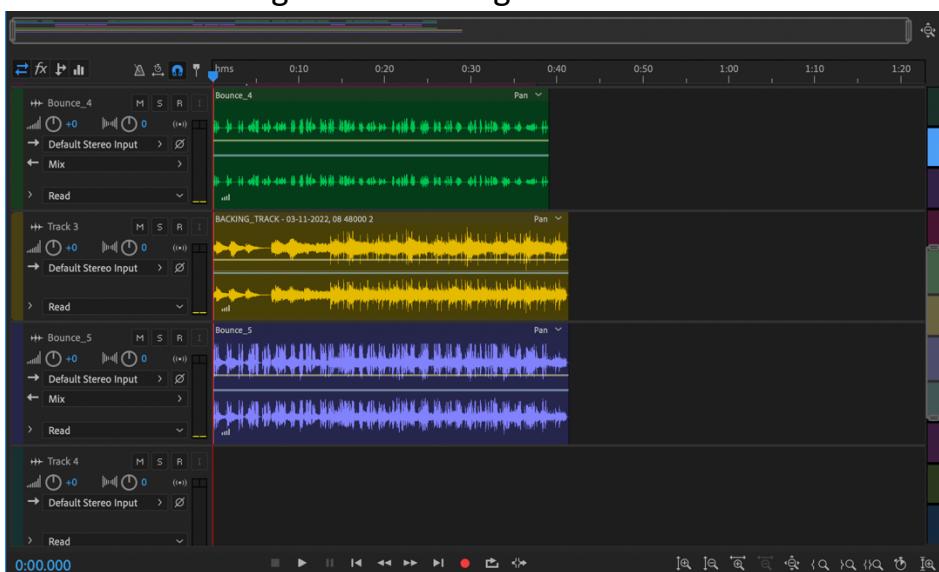 fx
hms 0:10 0:20 0:30 0:40 0:50 1:00 1:10 1:20
Bounce_4 M S R I
+0 0
Default Stereo Input
Mix
Read
Bounce_4 Pan
Track 3 M S R I
+0 0
Default Stereo Input
Read
BACKING_TRACK - 03-11-2022, 08 48000 2 Pan
Bounce_5 M S R I
+0 0
Default Stereo Input
Mix
Read
Bounce_5 Pan
Track 4 M S R I
+0 0
Default Stereo Input
Read
0:00.000